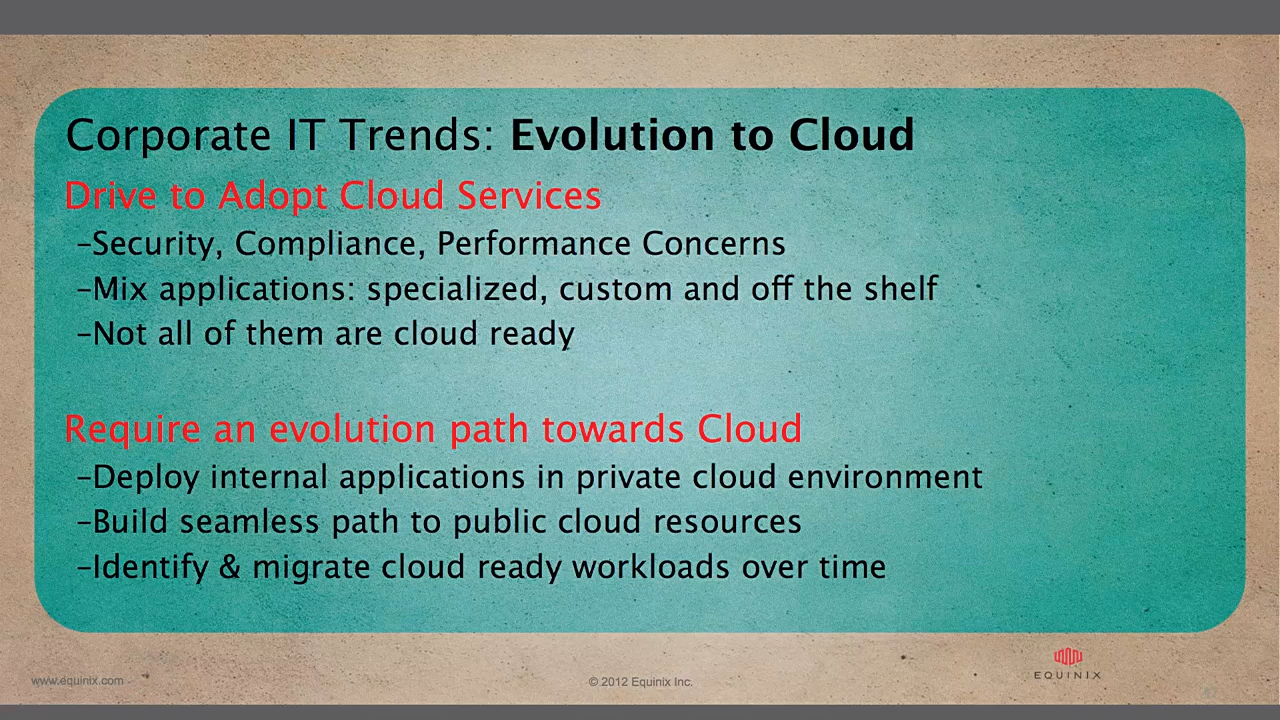 Corporate IT Trends: Evolution to Cloud
Drive to Adopt Cloud Services
–Security, Compliance, Performance Concerns
–Mix applications: specialized, custom and off the shelf
–Not all of them are cloud ready
Require an evolution path towards Cloud
–Deploy internal applications in private cloud environment
–Build seamless path to public cloud resources
–Identify & migrate cloud ready workloads over time
www.equinix.com
© 2012 Equinix Inc.
EQUINIX